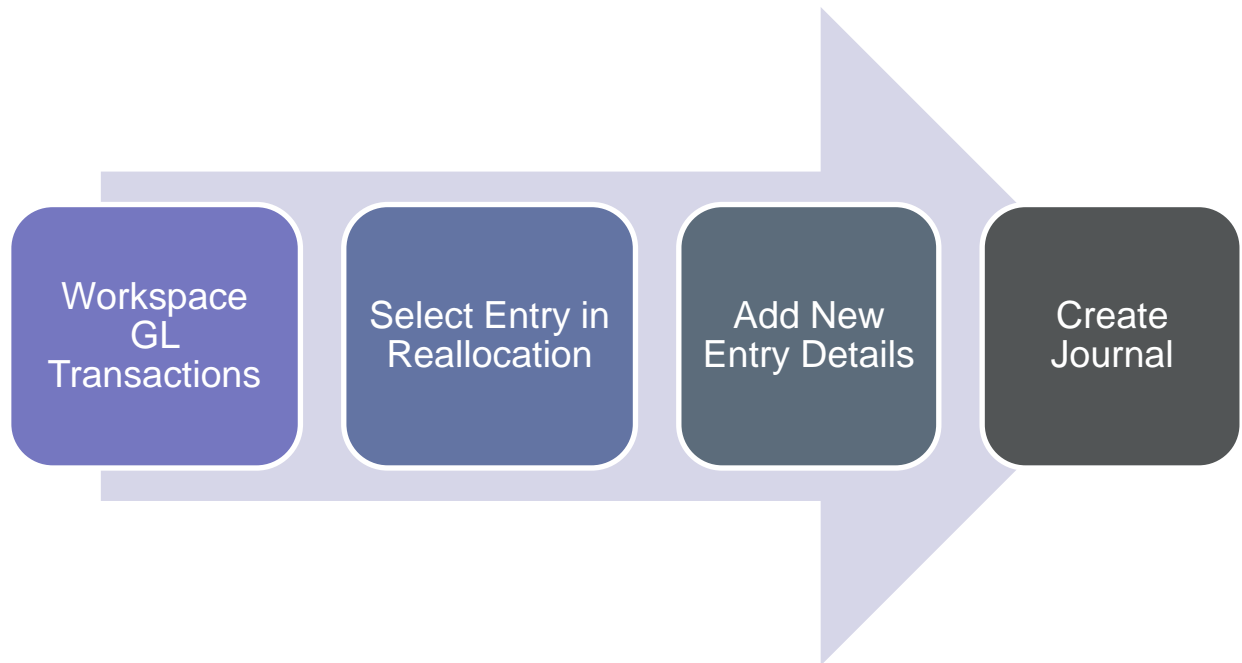 Workspace
GL
Transactions
Select Entry in
Reallocation
Add New
Entry Details
Create
Journal